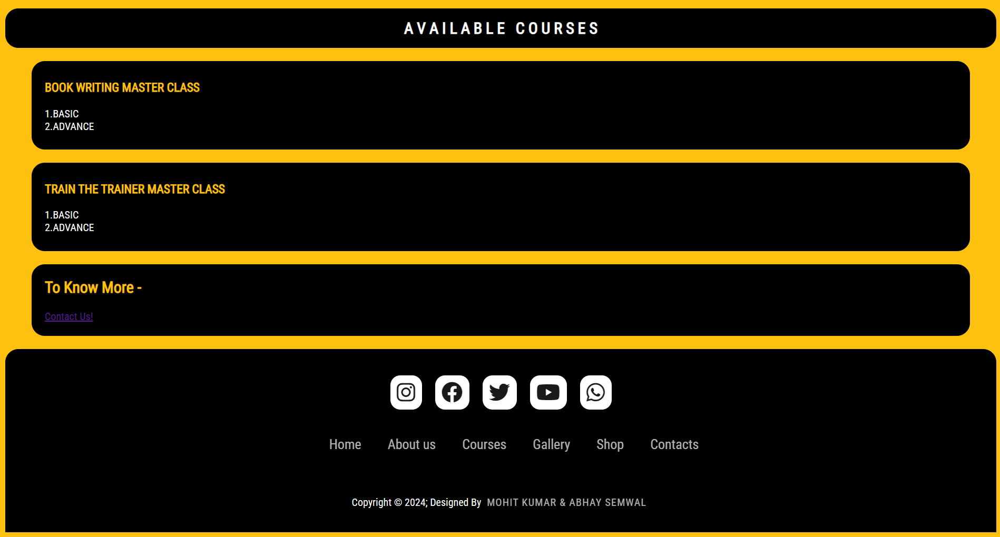 AVAILABLE COURSES
BOOK WRITING MASTER CLASS
1.BASIC
2.ADVANCE
TRAIN THE TRAINER MASTER CLASS
1.BASIC
2.ADVANCE
To Know More -
Contact Us!
Home About us Courses Gallery Shop Contacts
Copyright © 2024; Designed By MOHIT KUMAR & ABHAY SEMWAL